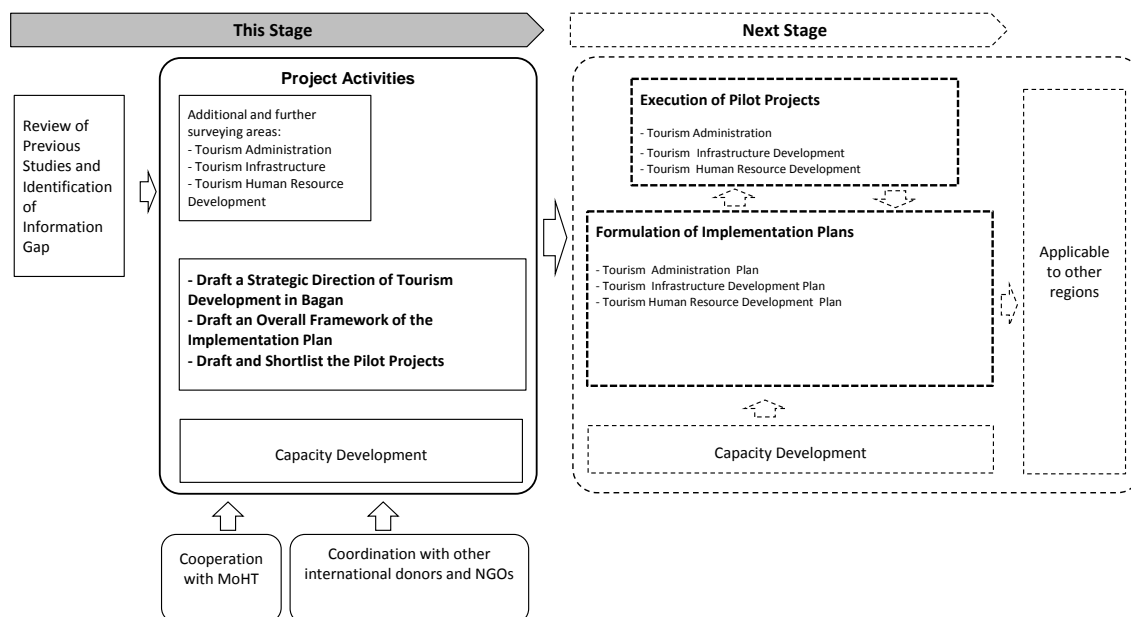 This Stage
Next Stage
Review of
Previous
Studies and
Identification
of
Information
Gap
Project Activities
Additional and further
surveying areas:
- Tourism Administration
- Tourism Infrastructure
- Tourism Human Resource
Development
- Draft a Strategic Direction of Tourism
Development in Bagan
- Draft an Overall Framework of the
Implementation Plan
- Draft and Shortlist the Pilot Projects
Capacity Development
Cooperation
with MoHT
Coordination with other
international donors and NGOs
Execution of Pilot Projects
- Tourism Administration
- Tourism Infrastructure Development
- Tourism Human Resource Development
Formulation of Implementation Plans
- Tourism Administration Plan
- Tourism Infrastructure Development Plan
- Tourism Human Resource Development Plan
Capacity Development
Applicable
to other
regions